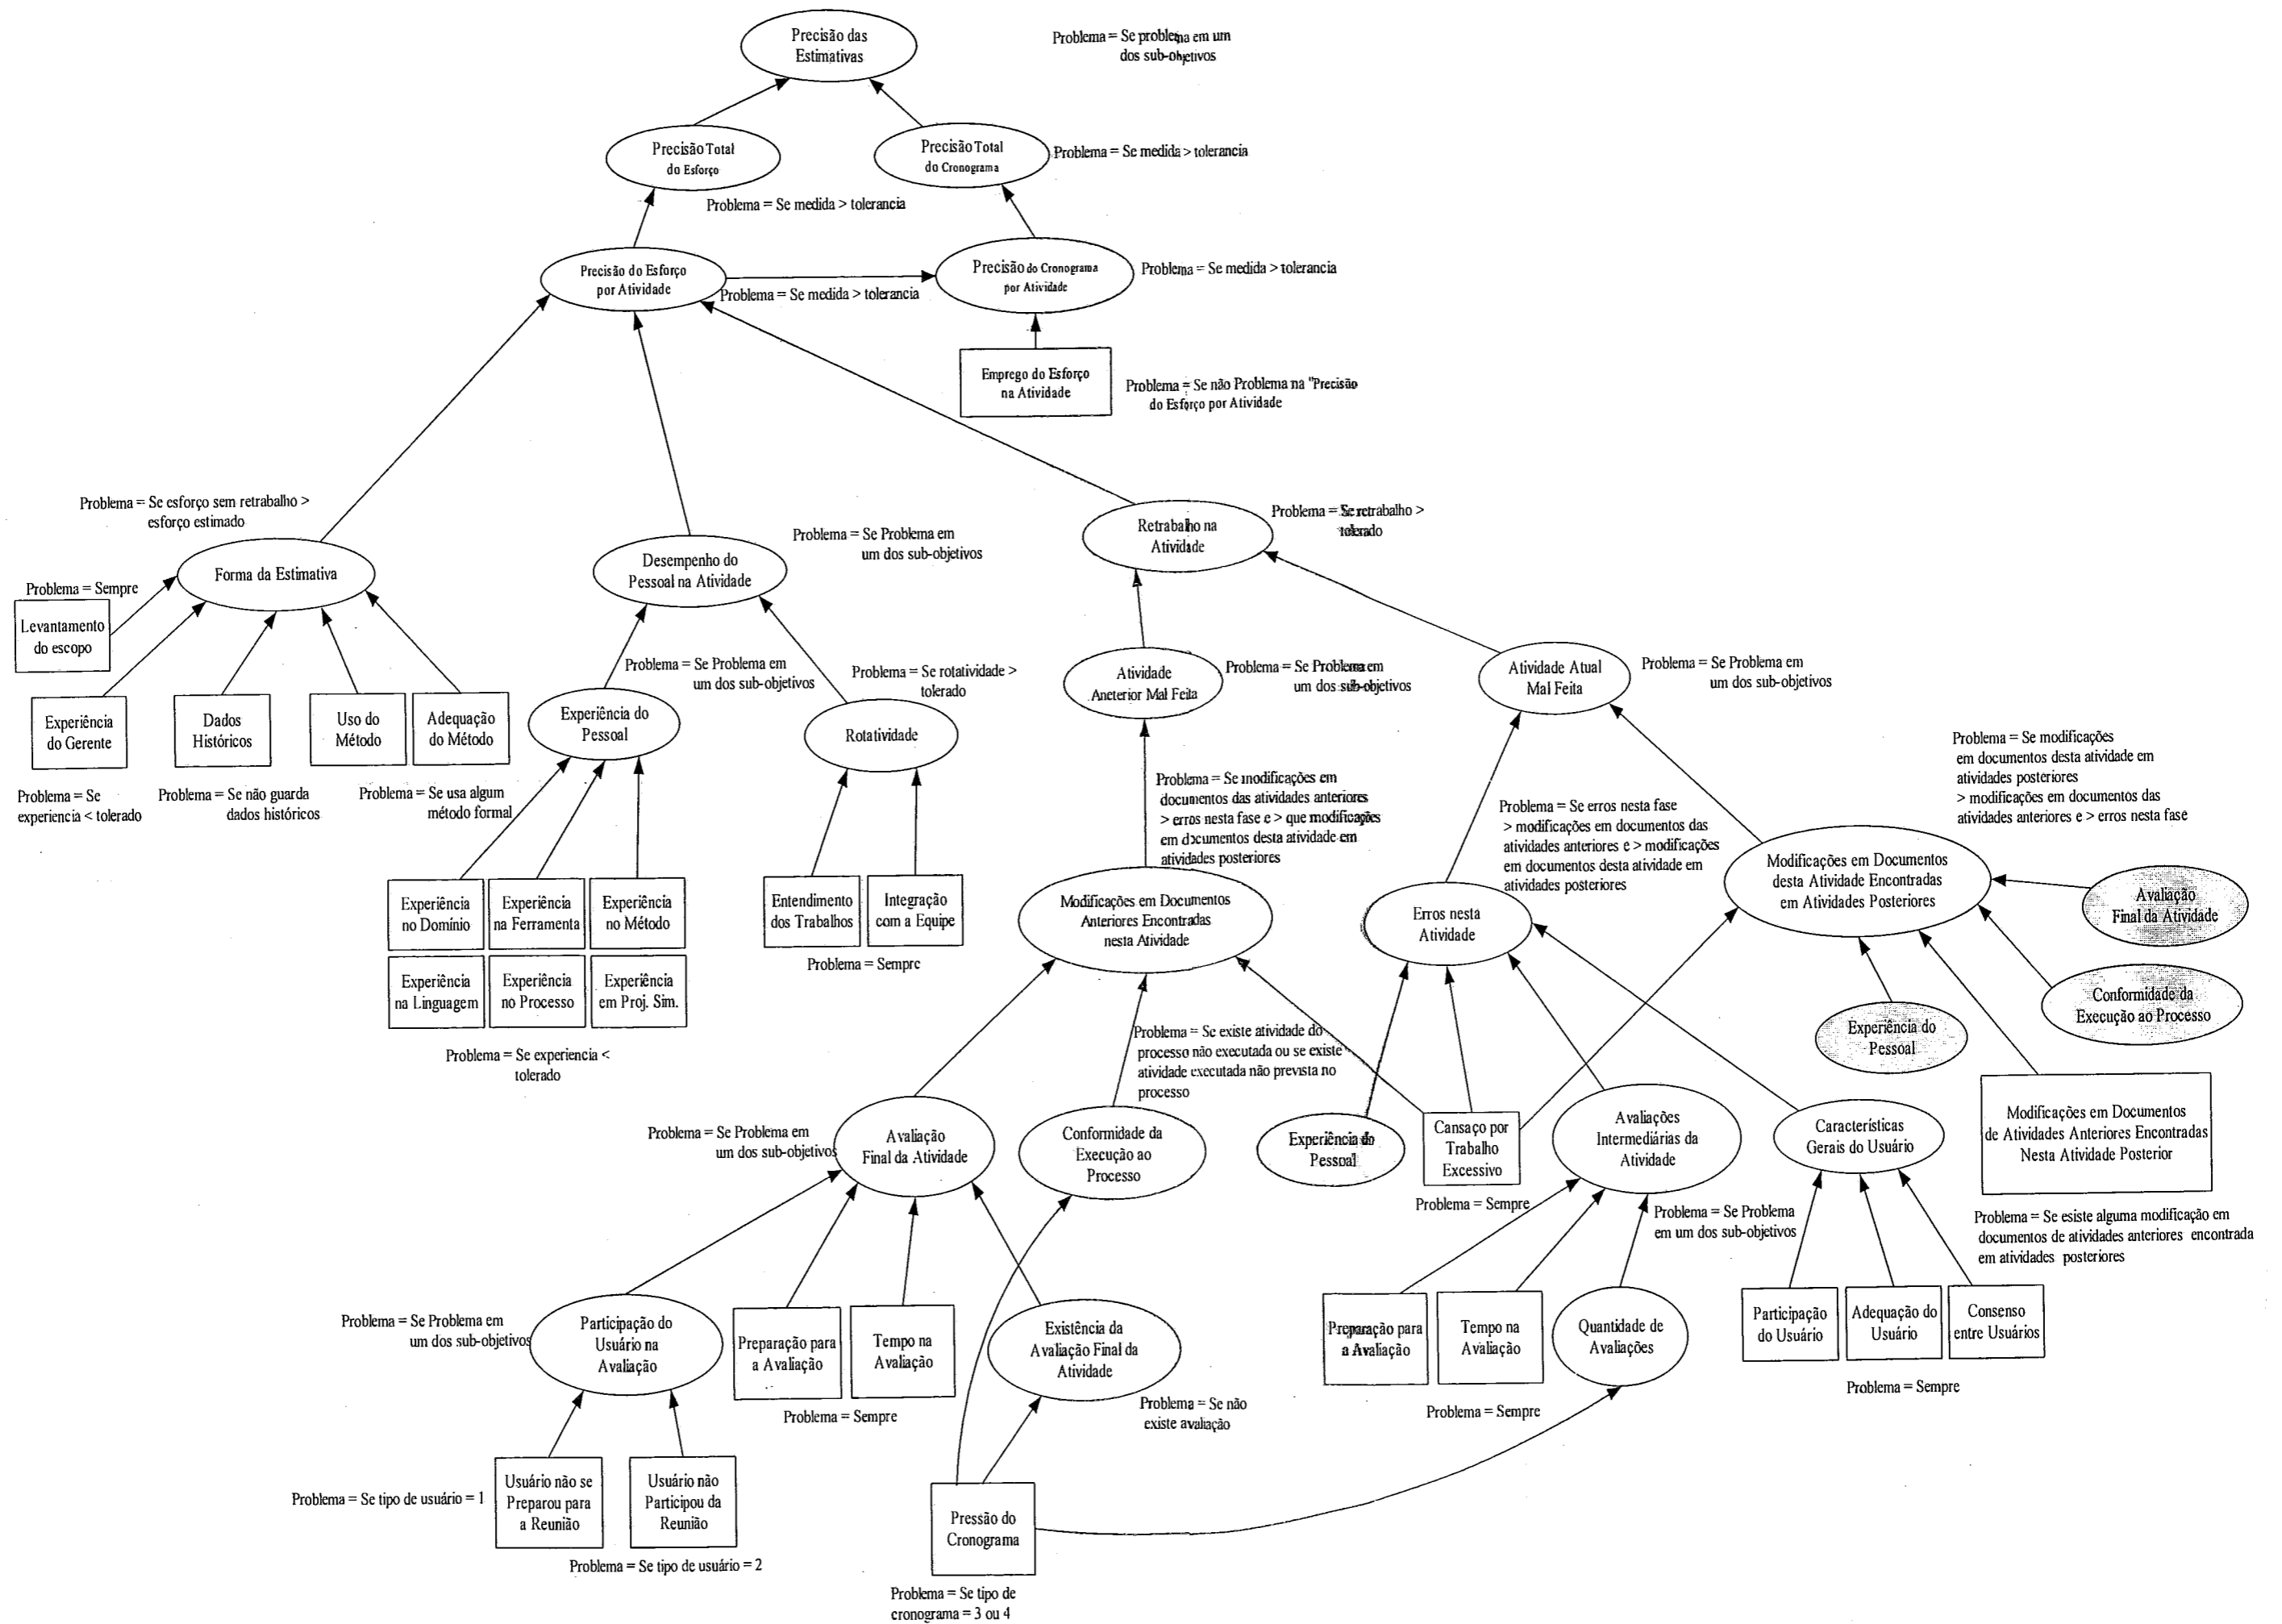 Precisão das
Estimativas
Problema = Se problema em um
dos sub-objetivos
Precisão Total
do Esforço
Precisão Total
do Cronograma
Problema = Se medida > tolerancia
Problema = Se medida > tolerancia
Precisão do Esforço
por Atividade
Precisão do Cronograma
por Atividade
Problema = Se medida > tolerancia
Problema = Se medida > tolerancia
Emprego do Esforço
na Atividade
Problema = Se não Problema na "Precisão
do Esforço por Atividade
Problema = Se esforço sem retrabalho >
esforço estimado
Forma da Estimativa
Problema = Sempre
Levantamento
do escopo
Desempenho do
Pessoal na Atividade
Problema = Se Problema em
um dos sub-objetivos
Retrabalho na
Atividade
Problema = Se retrabalho >
tolerado
Experiência
do Gerente
Dados
Históricos
Uso do
Método
Adequação
do Método
Problema = Se
experiencia < tolerado
Problema = Se não guarda
dados históricos
Problema = Se usa algum
método formal
Experiência do
Pessoal
Problema = Se Problema em
um dos sub-objetivos
Rotatividade
Problema = Se rotatividade >
tolerado
Atividade
Aneterior Mal Feita
Problema = Se Problema em
um dos sub-objetivos
Atividade Atual
Mal Feita
Problema = Se Problema em
um dos sub-objetivos
Problema = Se modificações em
documentos das atividades anteriores
> erros nesta fase e > que modificações
em documentos desta atividade em
atividades posteriores
Problema = Se erros nesta fase
> modificações em documentos das
atividades anteriores e > modificações
em documentos desta atividade em
atividades posteriores
Problema = Se modificações
em documentos desta atividade em
atividades posteriores
> modificações em documentos das
atividades anteriores e > erros nesta fase
Experiência
no Domínio
Experiência
na Ferramenta
Experiência
no Método
Experiência
na Linguagem
Experiência
no Processo
Experiência
em Proj. Sim.
Problema = Se experiencia <
tolerado
Entendimento
dos Trabalhos
Integração
com a Equipe
Problema = Sempre
Modificações em Documentos
Anteriores Encontradas
nesta Atividade
Erros nesta
Atividade
Modificações em Documentos
desta Atividade Encontradas
em Atividades Posteriores
Avaliação
Final da Atividade
Conformidade da
Execução ao Processo
Experiência do
Pessoal
Problema = Se existe atividade do
processo não executada ou se existe
atividade executada não prevista no
processo
Problema = Se Problema em
um dos sub-objetivos
Avaliação
Final da Atividade
Conformidade da
Execução ao
Processo
Experiência do
Pessoal
Cansaço por
Trabalho
Excessivo
Problema = Sempre
Avaliações
Intermediárias da
Atividade
Problema = Se Problema
em um dos sub-objetivos
Características
Gerais do Usuário
Modificações em Documentos
de Atividades Anteriores Encontradas
Nesta Atividade Posterior
Problema = Se esiste alguma modificação em
documentos de atividades anteriores encontrada
em atividades posteriores
Problema = Se Problema em
um dos sub-objetivos
Participação do
Usuário na
Avaliação
Preparação para
a Avaliação
Tempo na
Avaliação
Problema = Sempre
Existência da
Avaliação Final da
Atividade
Problema = Se não
existe avaliação
Preparação para
a Avaliação
Tempo na
Avaliação
Problema = Sempre
Quantidade de
Avaliações
Participação
do Usuário
Adequação do
Usuário
Consenso
entre Usuários
Problema = Sempre
Problema = Se tipo de usuário = 1
Usuário não se
Preparou para
a Reunião
Usuário não
Participou da
Reunião
Problema = Se tipo de usuário = 2
Pressão do
Cronograma
Problema = Se tipo de
cronograma = 3 ou 4